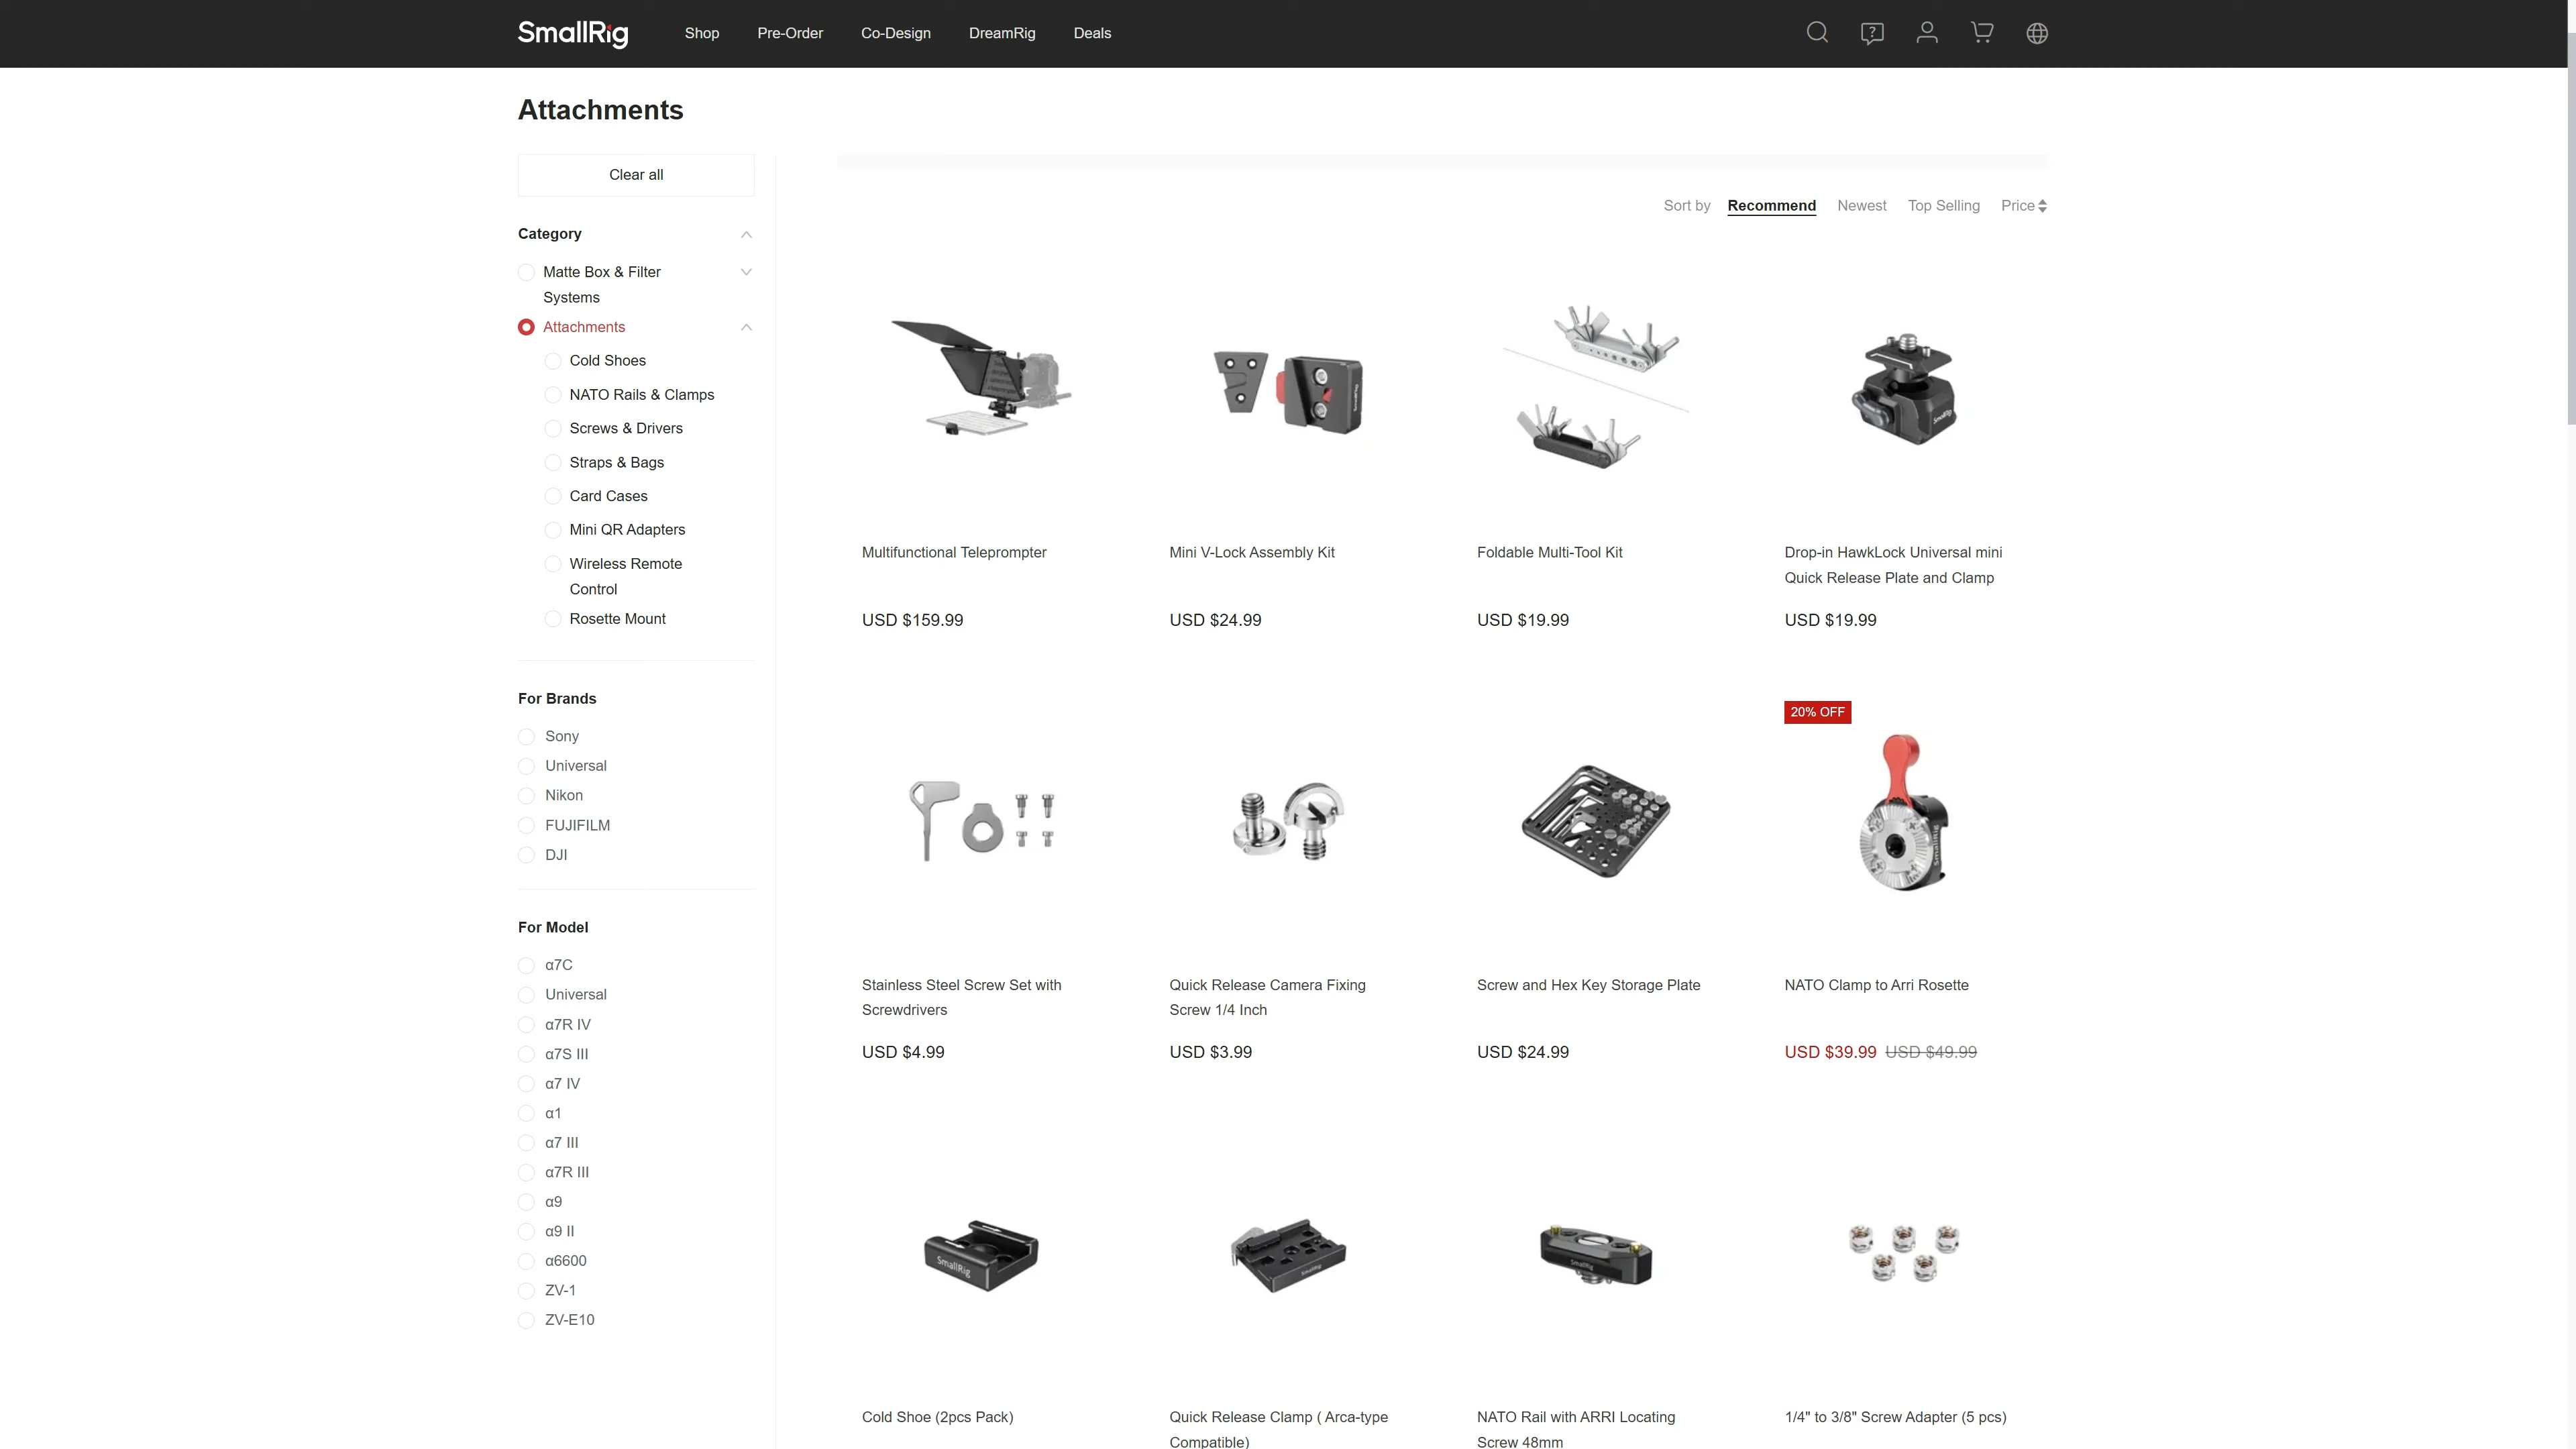 SmallRig
Shop
Pre-Order
Co-Design
DreamRig
Deals
Attachments
Clear all
Category
Matte Box & Filter
Systems
Attachments
Cold Shoes
NATO Rails & Clamps
Screws & Drivers
Straps & Bags
Card Cases
Mini QR Adapters
Wireless Remote
Control
Rosette Mount
For Brands
Sony
Universal
Nikon
FUJIFILM
DJI
For Model
α7C
Universal
α7R IV
α7S III
α7 IV
α1
α7 III
α7R III
α9
α9 II
α6600
ZV-1
ZV-E10
Sort by Recommend Newest Top Selling Price
Multifunctional Teleprompter
USD $159.99
Mini V-Lock Assembly Kit
USD $24.99
Foldable Multi-Tool Kit
USD $19.99
SmallRig
Drop-in HawkLock Universal mini
Quick Release Plate and Clamp
USD $19.99
Stainless Steel Screw Set with
Screwdrivers
USD $4.99
Quick Release Camera Fixing
Screw 1/4 Inch
USD $3.99
Screw and Hex Key Storage Plate
USD $24.99
20% OFF
SmallRig
NATO Clamp to Arri Rosette
USD $39.99 USD $49.99
SmallRig
Cold Shoe (2pcs Pack)
SmallRig
Quick Release Clamp ( Arca-type
Compatible)
SmallRig
NATO Rail with ARRI Locating
Screw 48mm
1/4" to 3/8" Screw Adapter (5 pcs)